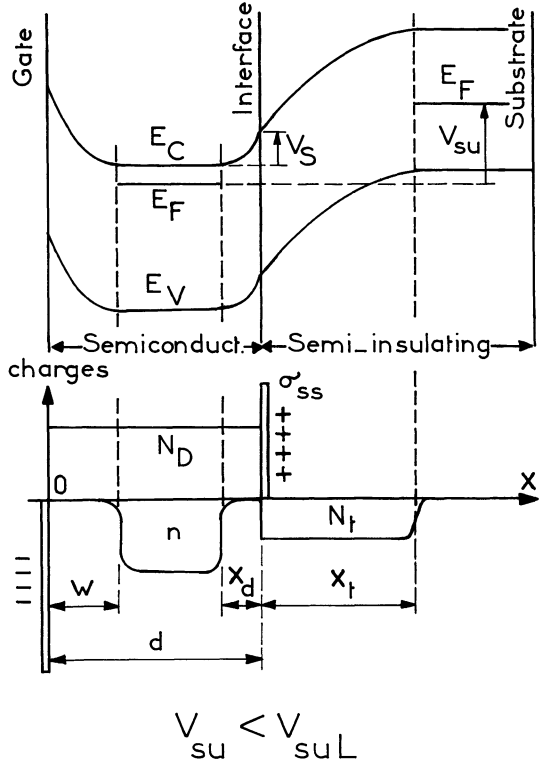 Gate
Interface
Substrate
E_C
V_S
E_F
V_su
E_F
E_V
Semiconduct.
Semi_insulating
charges
σ_ss
+
+
+
+
N_D
0
X
n
N_t
W
X_d
X_t
d
V_su < V_suL